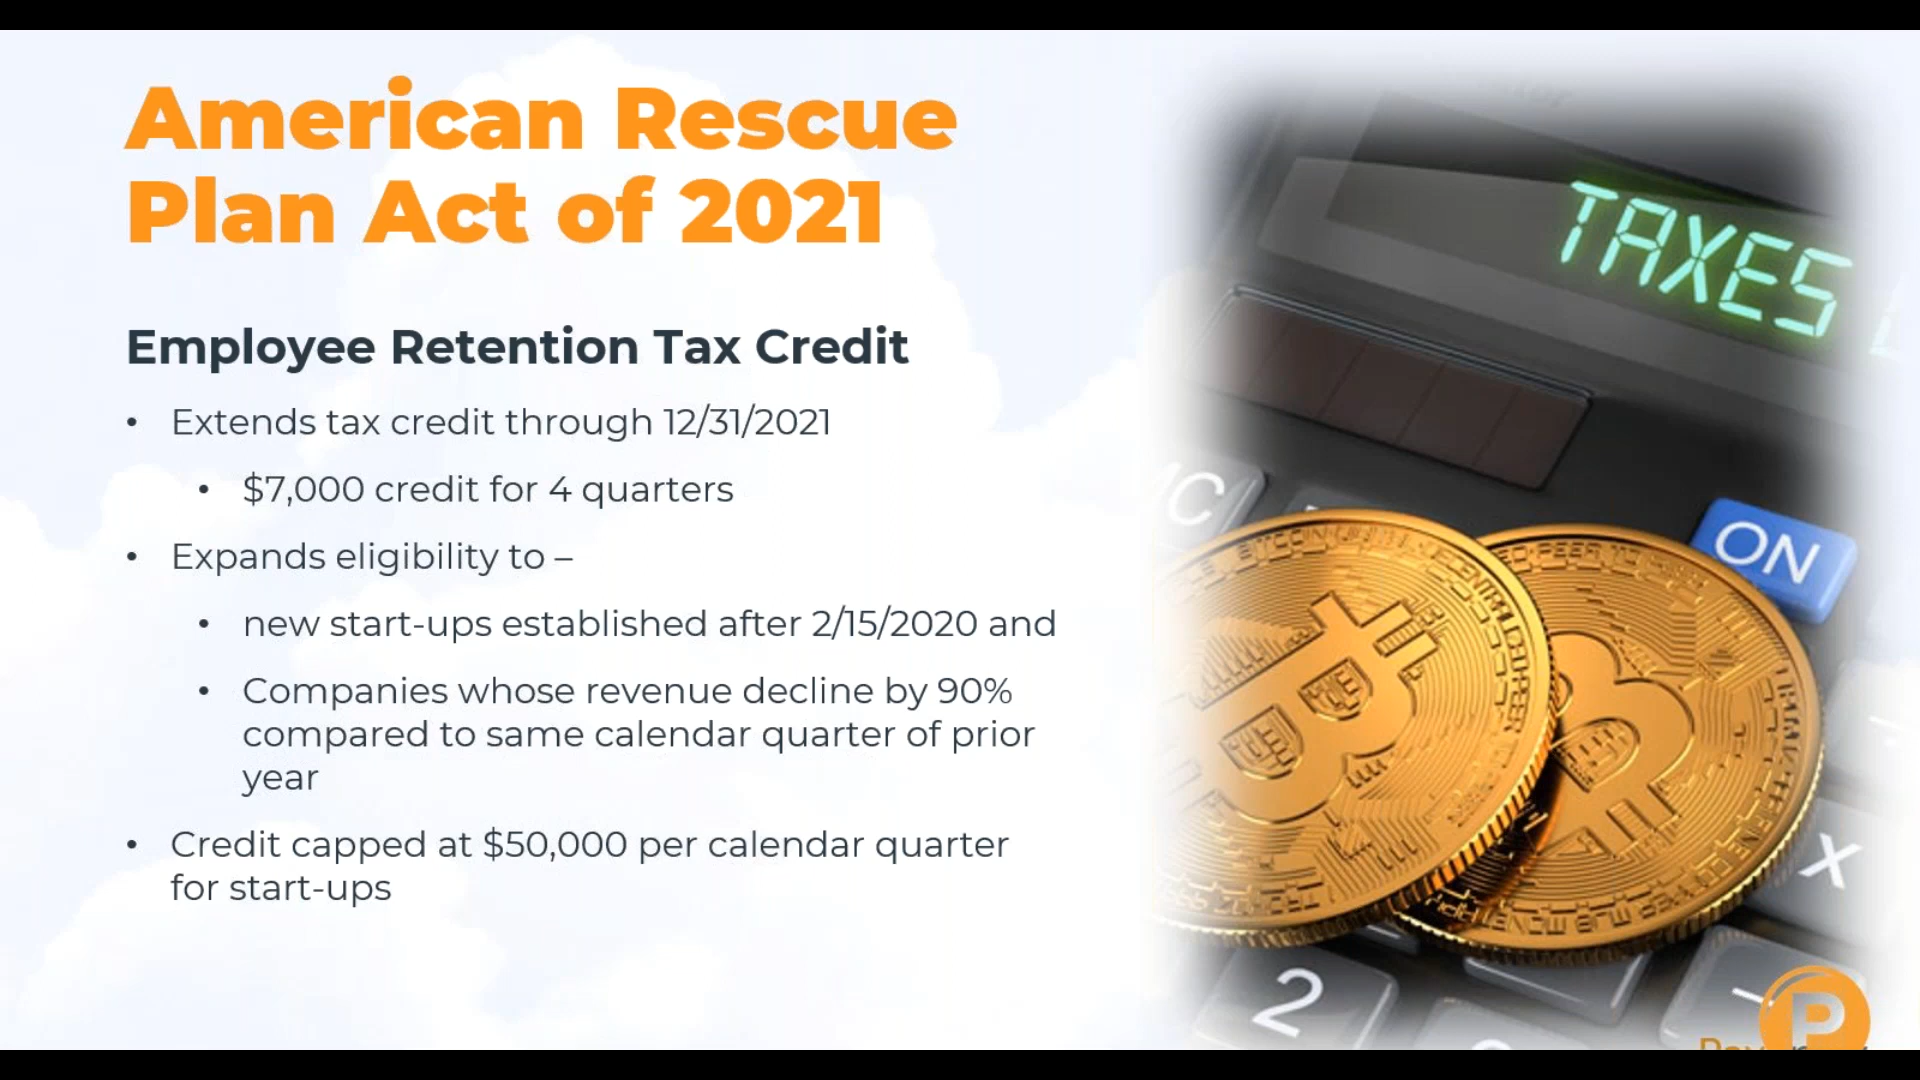 American Rescue
Plan Act of 2021
Employee Retention Tax Credit
• Extends tax credit through 12/31/2021
• $7,000 credit for 4 quarters
• Expands eligibility to –
• new start-ups established after 2/15/2020 and
• Companies whose revenue decline by 90%
compared to same calendar quarter of prior
year
• Credit capped at $50,000 per calendar quarter
for start-ups
TAXES
ON
2
X
P